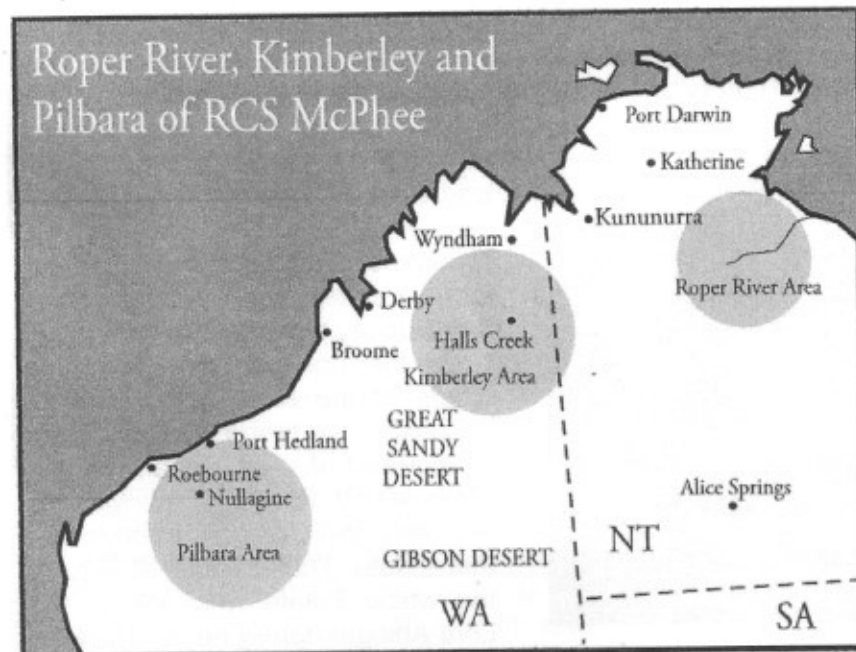 Roper River, Kimberley and
Pilbara of RCS McPhee
Port Darwin
Katherine
Kununurra
Wyndham
Roper River Area
Derby
Halls Creek
Broome
Kimberley Area
GREAT
SANDY
DESERT
Port Hedland
Roebourne
Nullagine
Alice Springs
Pilbara Area
GIBSON DESERT
NT
WA
SA